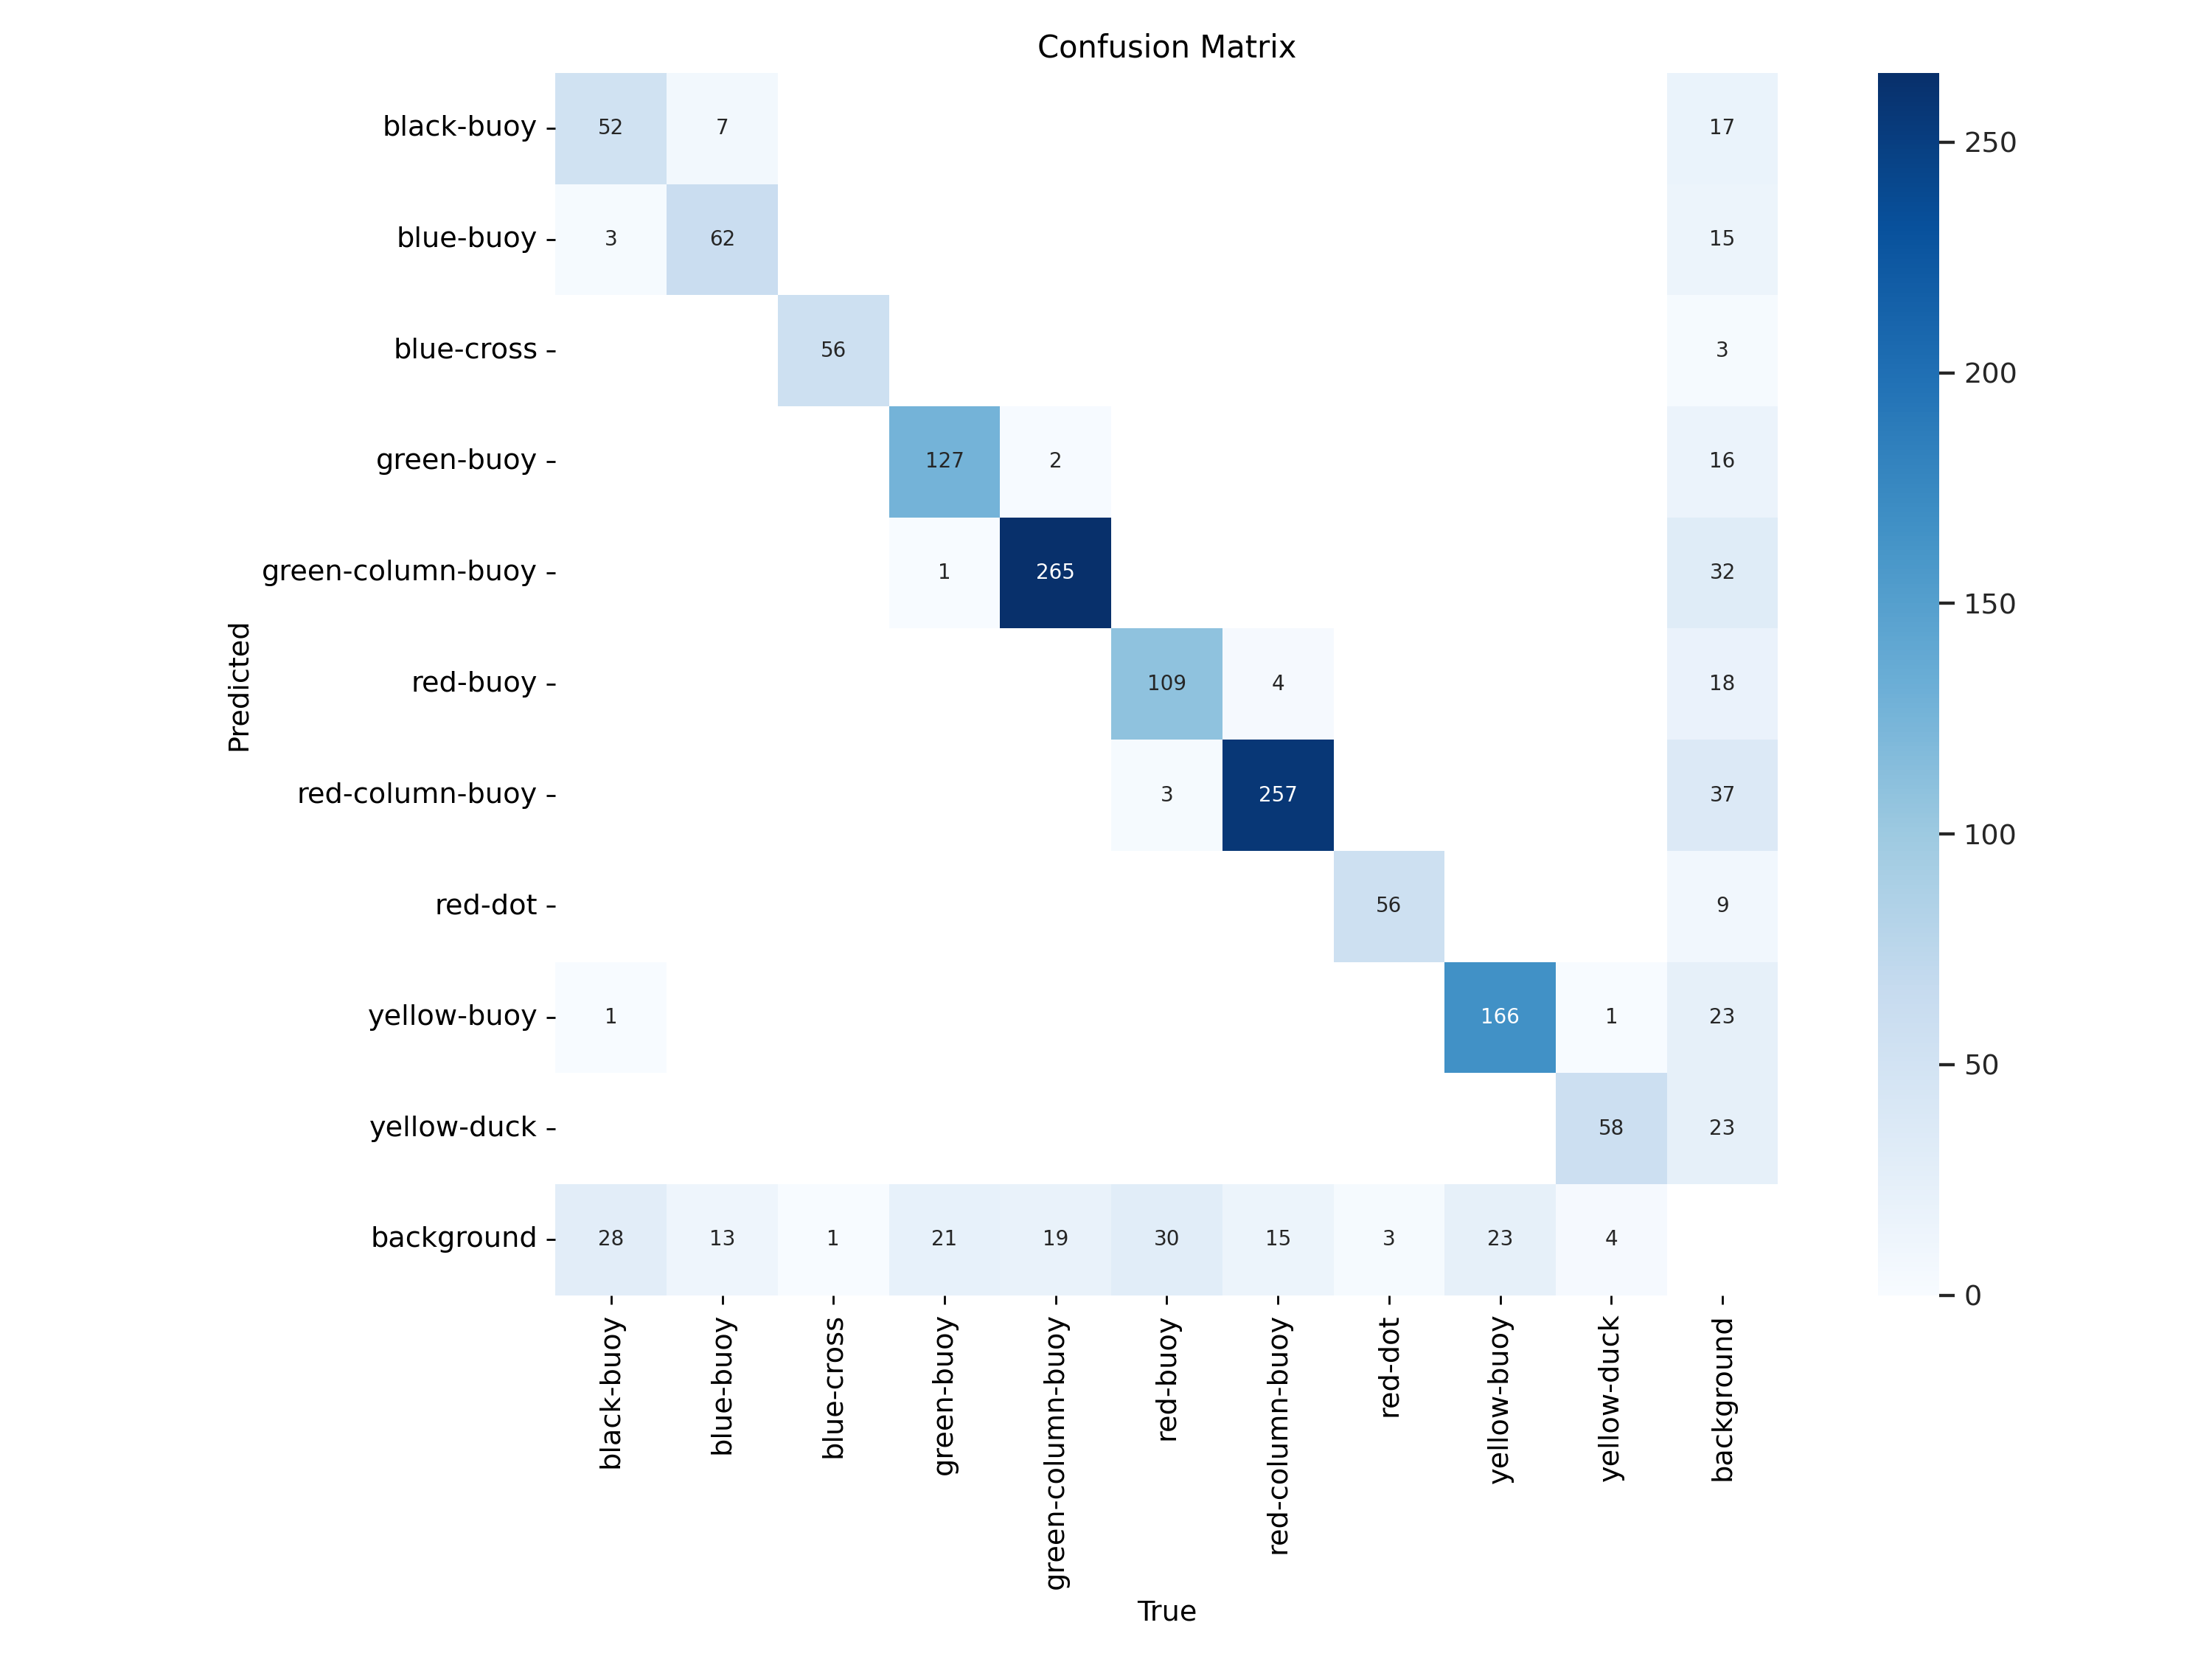 Confusion Matrix
black-buoy 52 7 17
blue-buoy 3 62 15
blue-cross 56 3
green-buoy 127 2 16
green-column-buoy 1 265 32
red-buoy 109 4 18
red-column-buoy 3 257 37
red-dot 56 9
yellow-buoy 1 166 1 23
yellow-duck 58 23
background 28 13 1 21 19 30 15 3 23 4
Predicted
black-buoy
blue-buoy
blue-cross
green-buoy
green-column-buoy
red-buoy
red-column-buoy
red-dot
yellow-buoy
yellow-duck
background
True
250
200
150
100
50
0